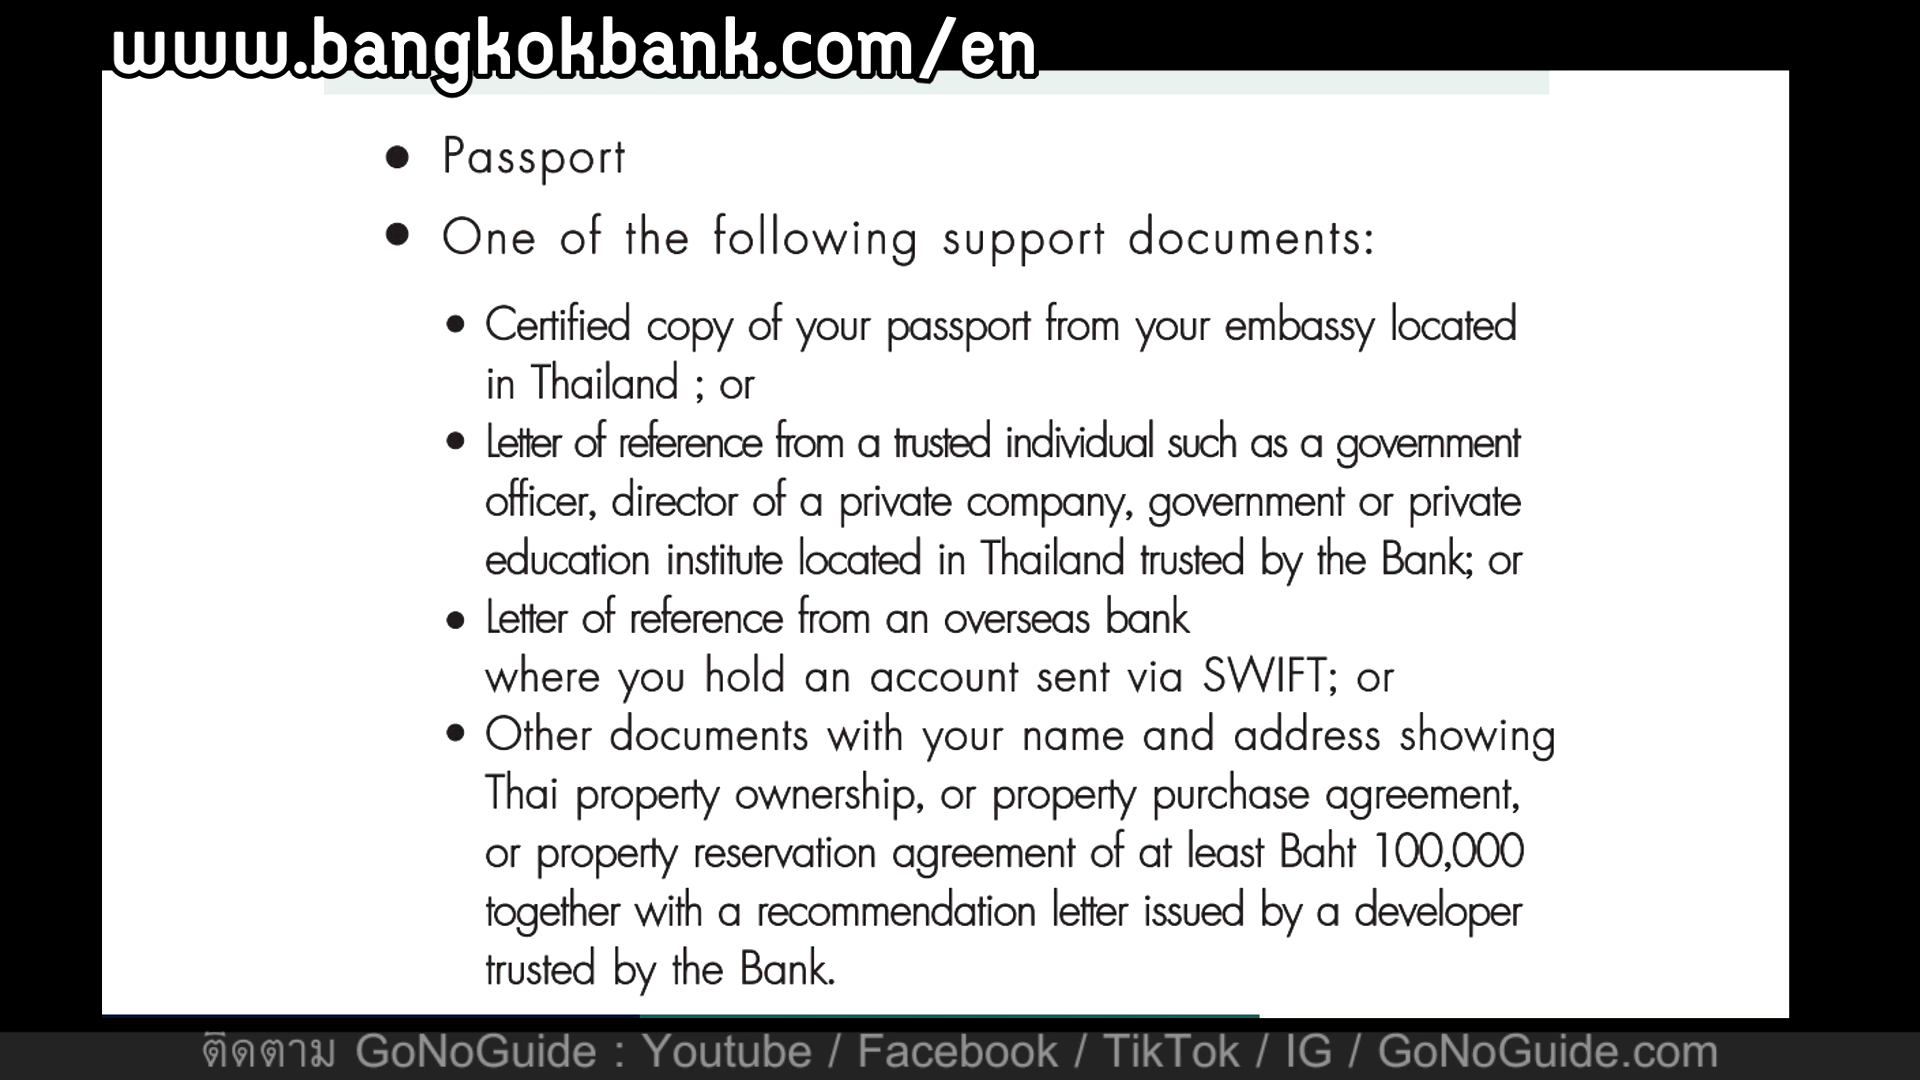 www.bangkokbank.com/en
● Passport
● One of the following support documents:
● Certified copy of your passport from your embassy located
in Thailand ; or
● Letter of reference from a trusted individual such as a government
officer, director of a private company, government or private
education institute located in Thailand trusted by the Bank; or
● Letter of reference from an overseas bank
where you hold an account sent via SWIFT; or
● Other documents with your name and address showing
Thai property ownership, or property purchase agreement,
or property reservation agreement of at least Baht 100,000
together with a recommendation letter issued by a developer
trusted by the Bank.
ติดตาม GoNoGuide : Youtube / Facebook / TikTok / IG / GoNoGuide.com